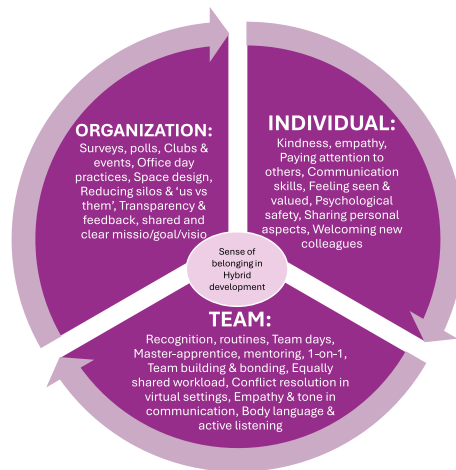 ORGANIZATION:
Surveys, polls, Clubs &
events, Office day
practices, Space design,
Reducing silos & ‘us vs
them’, Transparency &
feedback, shared and
clear missio/goal/visio
INDIVIDUAL:
Kindness, empathy,
Paying attention to
others, Communication
skills, Feeling seen &
valued, Psychological
safety, Sharing personal
aspects, Welcoming new
colleagues
Sense of
belonging in
Hybrid
development
TEAM:
Recognition, routines, Team days,
Master-apprentice, mentoring, 1-on-1,
Team building & bonding, Equally
shared workload, Conflict resolution in
virtual settings, Empathy & tone in
communication, Body language &
active listening